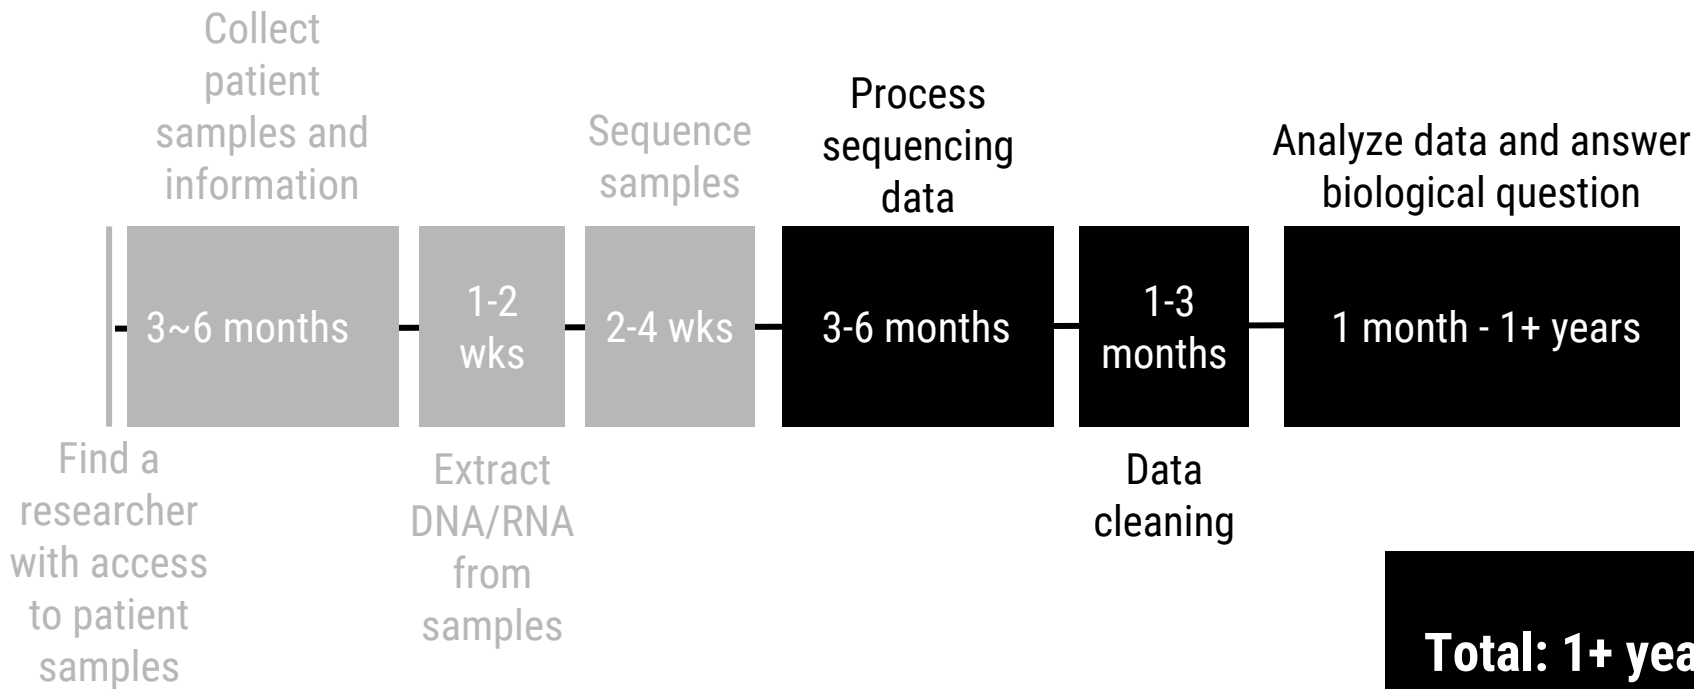 Collect
patient
samples and
information
Sequence
samples
Process
sequencing
data
Analyze data and answer
biological question
3~6 months
1-2
wks
2-4 wks
3-6 months
1-3
months
1 month - 1+ years
Find a
researcher
with access
to patient
samples
Extract
DNA/RNA
from
samples
Data
cleaning
Total: 1+